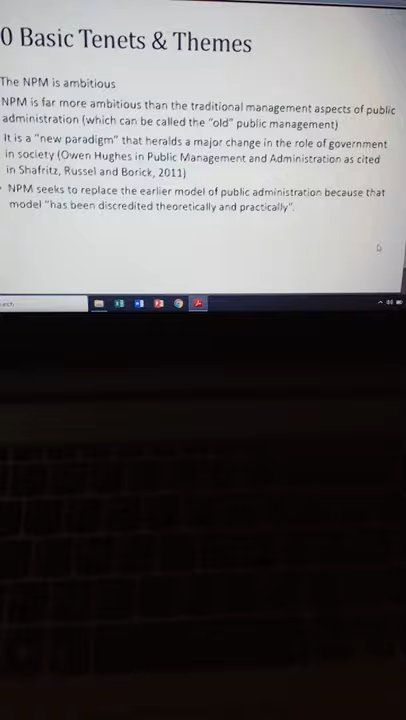 0 Basic Tenets & Themes
The NPM is ambitious
NPM is far more ambitious than the traditional management aspects of public
administration (which can be called the "old" public management)
It is a "new paradigm" that heralds a major change in the role of government
in society (Owen Hughes in Public Management and Administration as cited
in Shafritz, Russel and Borick, 2011)
NPM seeks to replace the earlier model of public administration because that
model "has been discredited theoretically and practically".